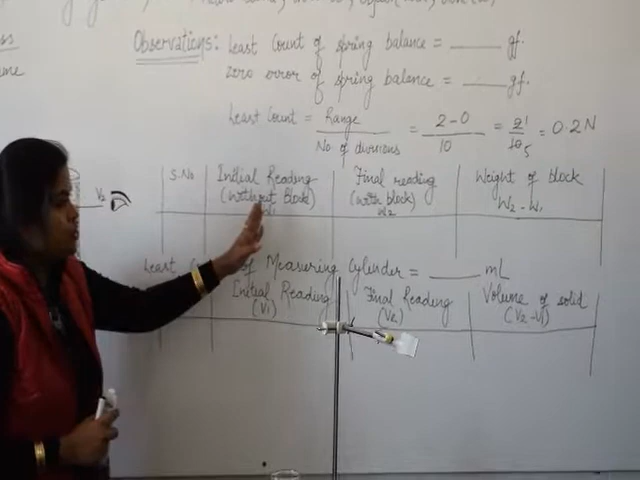 Observations: Least Count of spring balance = ______ gf.
Zero error of spring balance = ______ gf.
Least Count = Range / No of divisions = 2-0 / 10 = 2 1 / 10 5 = 0.2 N
S.No Initial Reading (without block) Final reading (with block) W2 Weight of block W2 - W1
V2
Least of Measuring Cylinder = ______ mL
Initial Reading (V1) Final Reading (V2) Volume of solid (V2-V1)